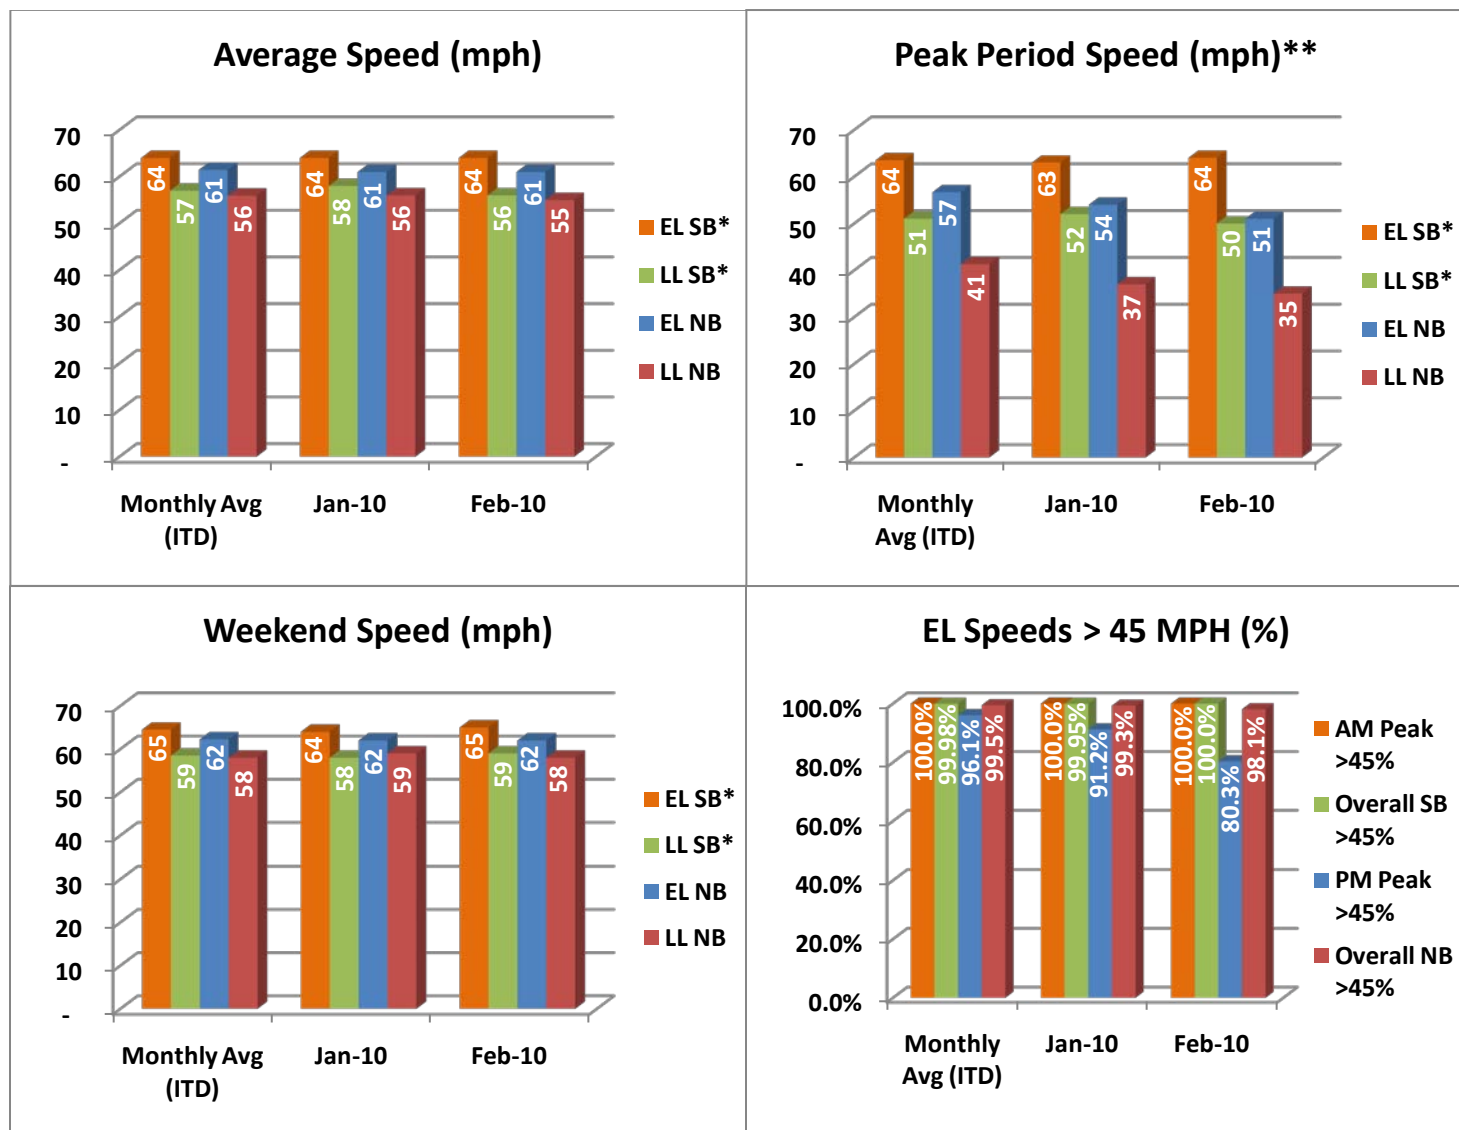 Average Speed (mph)
70
60
50
40
30
20
10
-
64
57
61
56
64
58
61
56
64
56
61
55
Monthly Avg
(ITD)
Jan-10
Feb-10
EL SB*
LL SB*
EL NB
LL NB
Peak Period Speed (mph)**
70
60
50
40
30
20
10
-
64
51
57
41
63
52
54
37
64
50
51
35
Monthly
Avg (ITD)
Jan-10
Feb-10
EL SB*
LL SB*
EL NB
LL NB
Weekend Speed (mph)
70
60
50
40
30
20
10
-
65
59
62
58
64
58
62
59
65
59
62
58
Monthly Avg
(ITD)
Jan-10
Feb-10
EL SB*
LL SB*
EL NB
LL NB
EL Speeds > 45 MPH (%)
100.0%
80.0%
60.0%
40.0%
20.0%
0.0%
100.0%
99.98%
96.1%
99.5%
100.0%
99.95%
91.2%
99.3%
100.0%
100.0%
80.3%
98.1%
Monthly
Avg (ITD)
Jan-10
Feb-10
AM Peak
>45%
Overall SB
>45%
PM Peak
>45%
Overall NB
>45%